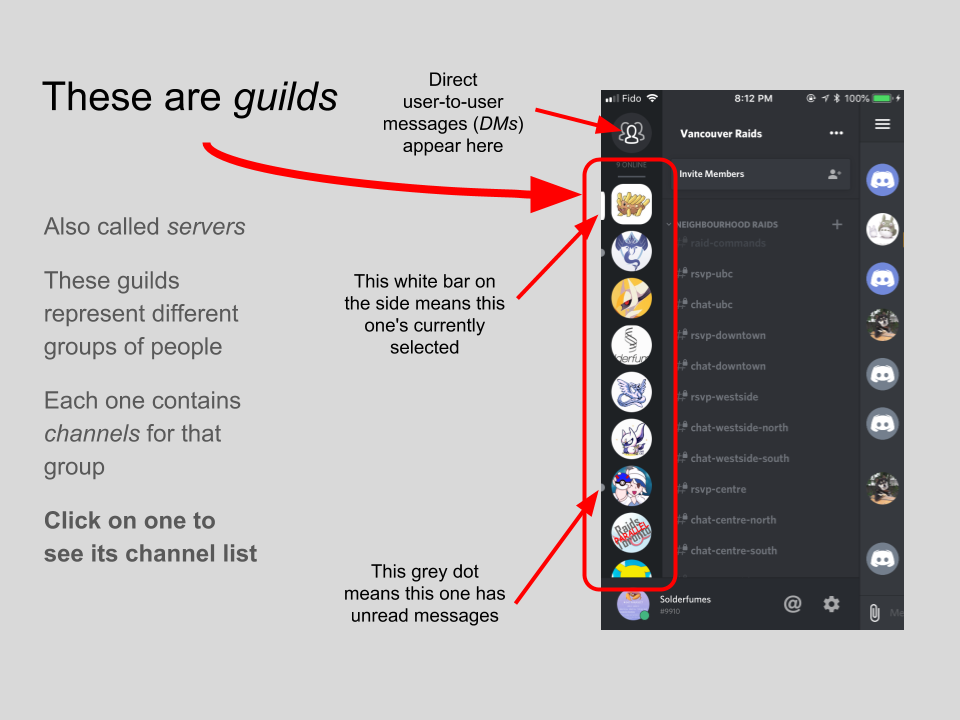 These are guilds
Direct
user-to-user
messages (DMs)
appear here
Also called servers
These guilds
represent different
groups of people
Each one contains
channels for that
group
Click on one to
see its channel list
This white bar on
the side means this
one's currently
selected
This grey dot
means this one has
unread messages
Fido
8:12 PM
100%
9 ONLINE
Vancouver Raids
Invite Members
NEIGHBOURHOOD RAIDS
raid-commands
rsvp-ubc
chat-ubc
rsvp-downtown
chat-downtown
rsvp-westside
chat-westside-north
chat-westside-south
rsvp-centre
chat-centre-north
chat-centre-south
lderfum
Raids
PARALLEL
Toronto
Solderfumes
#9910
@
Me